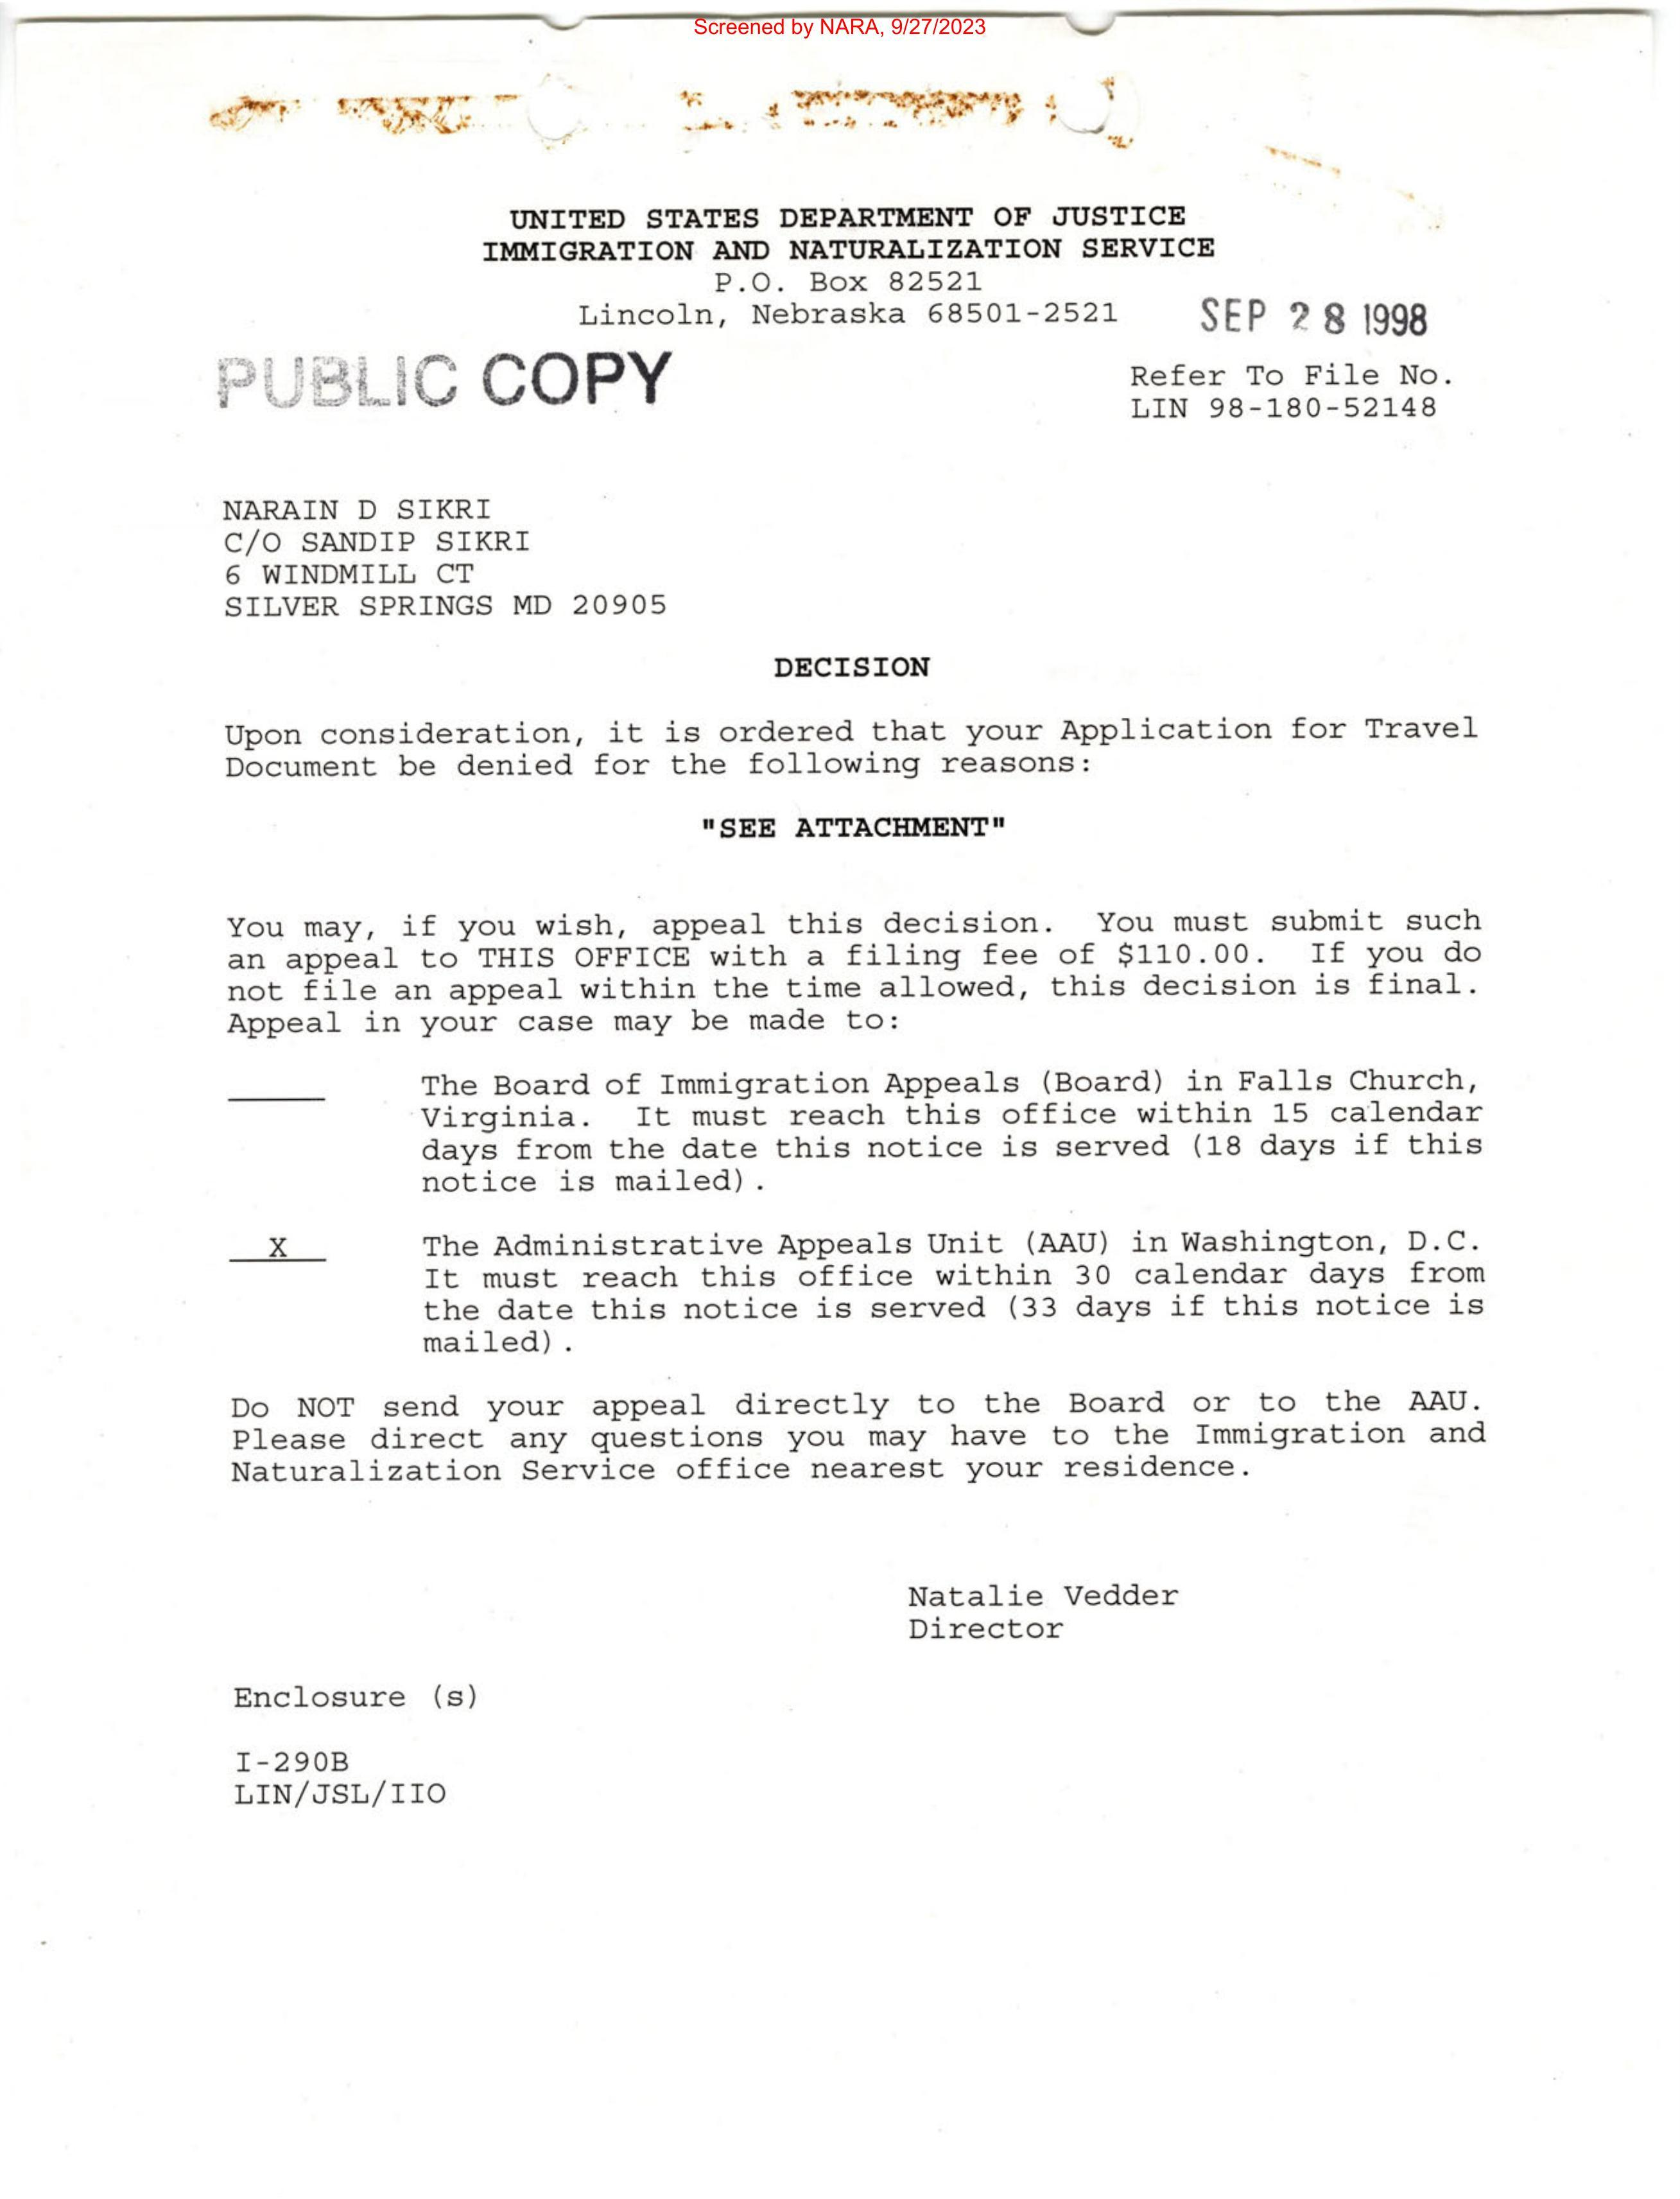 Screened by NARA, 9/27/2023
UNITED STATES DEPARTMENT OF JUSTICE
IMMIGRATION AND NATURALIZATION SERVICE
P.O. Box 82521
Lincoln, Nebraska 68501-2521
SEP 28 1998
PUBLIC COPY
Refer To File No.
LIN 98-180-52148
NARAIN D SIKRI
C/O SANDIP SIKRI
6 WINDMILL CT
SILVER SPRINGS MD 20905
DECISION
Upon consideration, it is ordered that your Application for Travel
Document be denied for the following reasons:
"SEE ATTACHMENT"
You may, if you wish, appeal this decision. You must submit such
an appeal to THIS OFFICE with a filing fee of $110.00. If you do
not file an appeal within the time allowed, this decision is final.
Appeal in your case may be made to:
The Board of Immigration Appeals (Board) in Falls Church,
Virginia. It must reach this office within 15 calendar
days from the date this notice is served (18 days if this
notice is mailed).
X The Administrative Appeals Unit (AAU) in Washington, D.C.
It must reach this office within 30 calendar days from
the date this notice is served (33 days if this notice is
mailed).
Do NOT send your appeal directly to the Board or to the AAU.
Please direct any questions you may have to the Immigration and
Naturalization Service office nearest your residence.
Natalie Vedder
Director
Enclosure (s)
I-290B
LIN/JSL/IIO